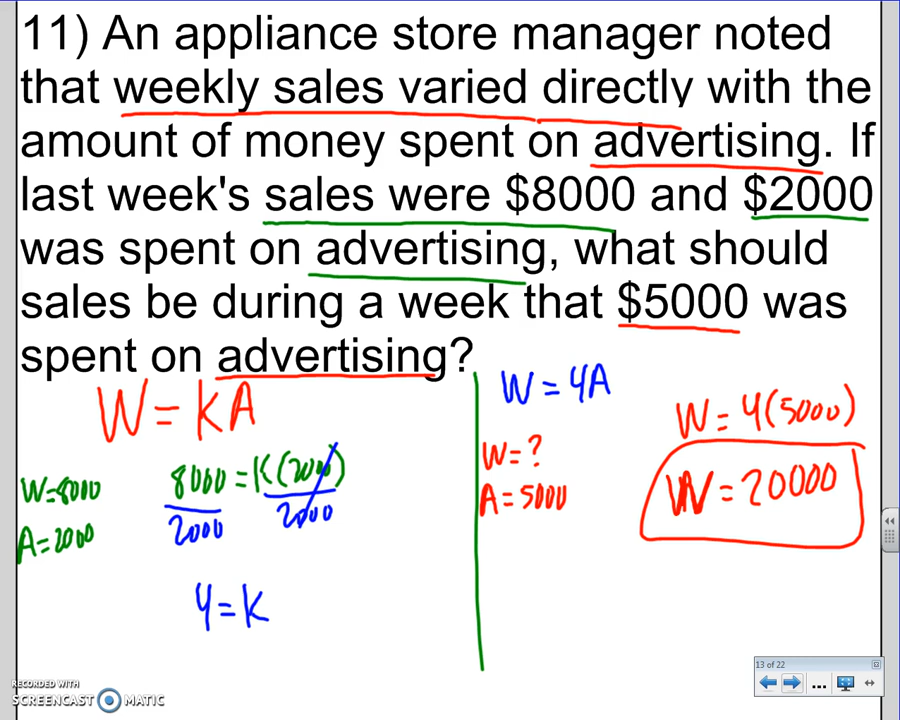 11) An appliance store manager noted
that weekly sales varied directly with the
amount of money spent on advertising. If
last week's sales were $8000 and $2000
was spent on advertising, what should
sales be during a week that $5000 was
spent on advertising?
W = KA
W=8000
A=2000
8000 = K(2000)
2000 2000
4 = K
W = 4A
W = ?
A = 5000
W = 4(5000)
W = 20000
13 of 22
...
RECORDED WITH
SCREENCAST MATIC